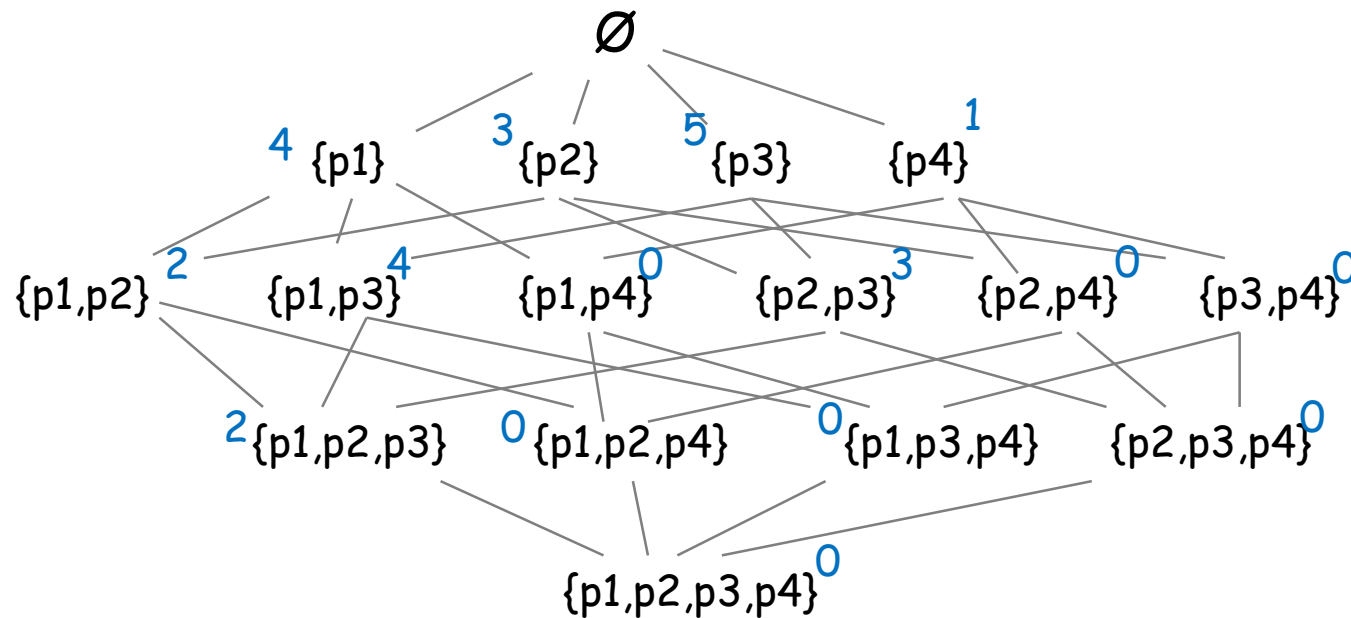 Ø
4 {p1} 3 {p2} 5 {p3} {p4} 1
{p1,p2} 2 {p1,p3} 4 {p1,p4} 0 {p2,p3} 3 {p2,p4} 0 {p3,p4} 0
2 {p1,p2,p3} 0 {p1,p2,p4} 0 {p1,p3,p4} {p2,p3,p4} 0
{p1,p2,p3,p4} 0